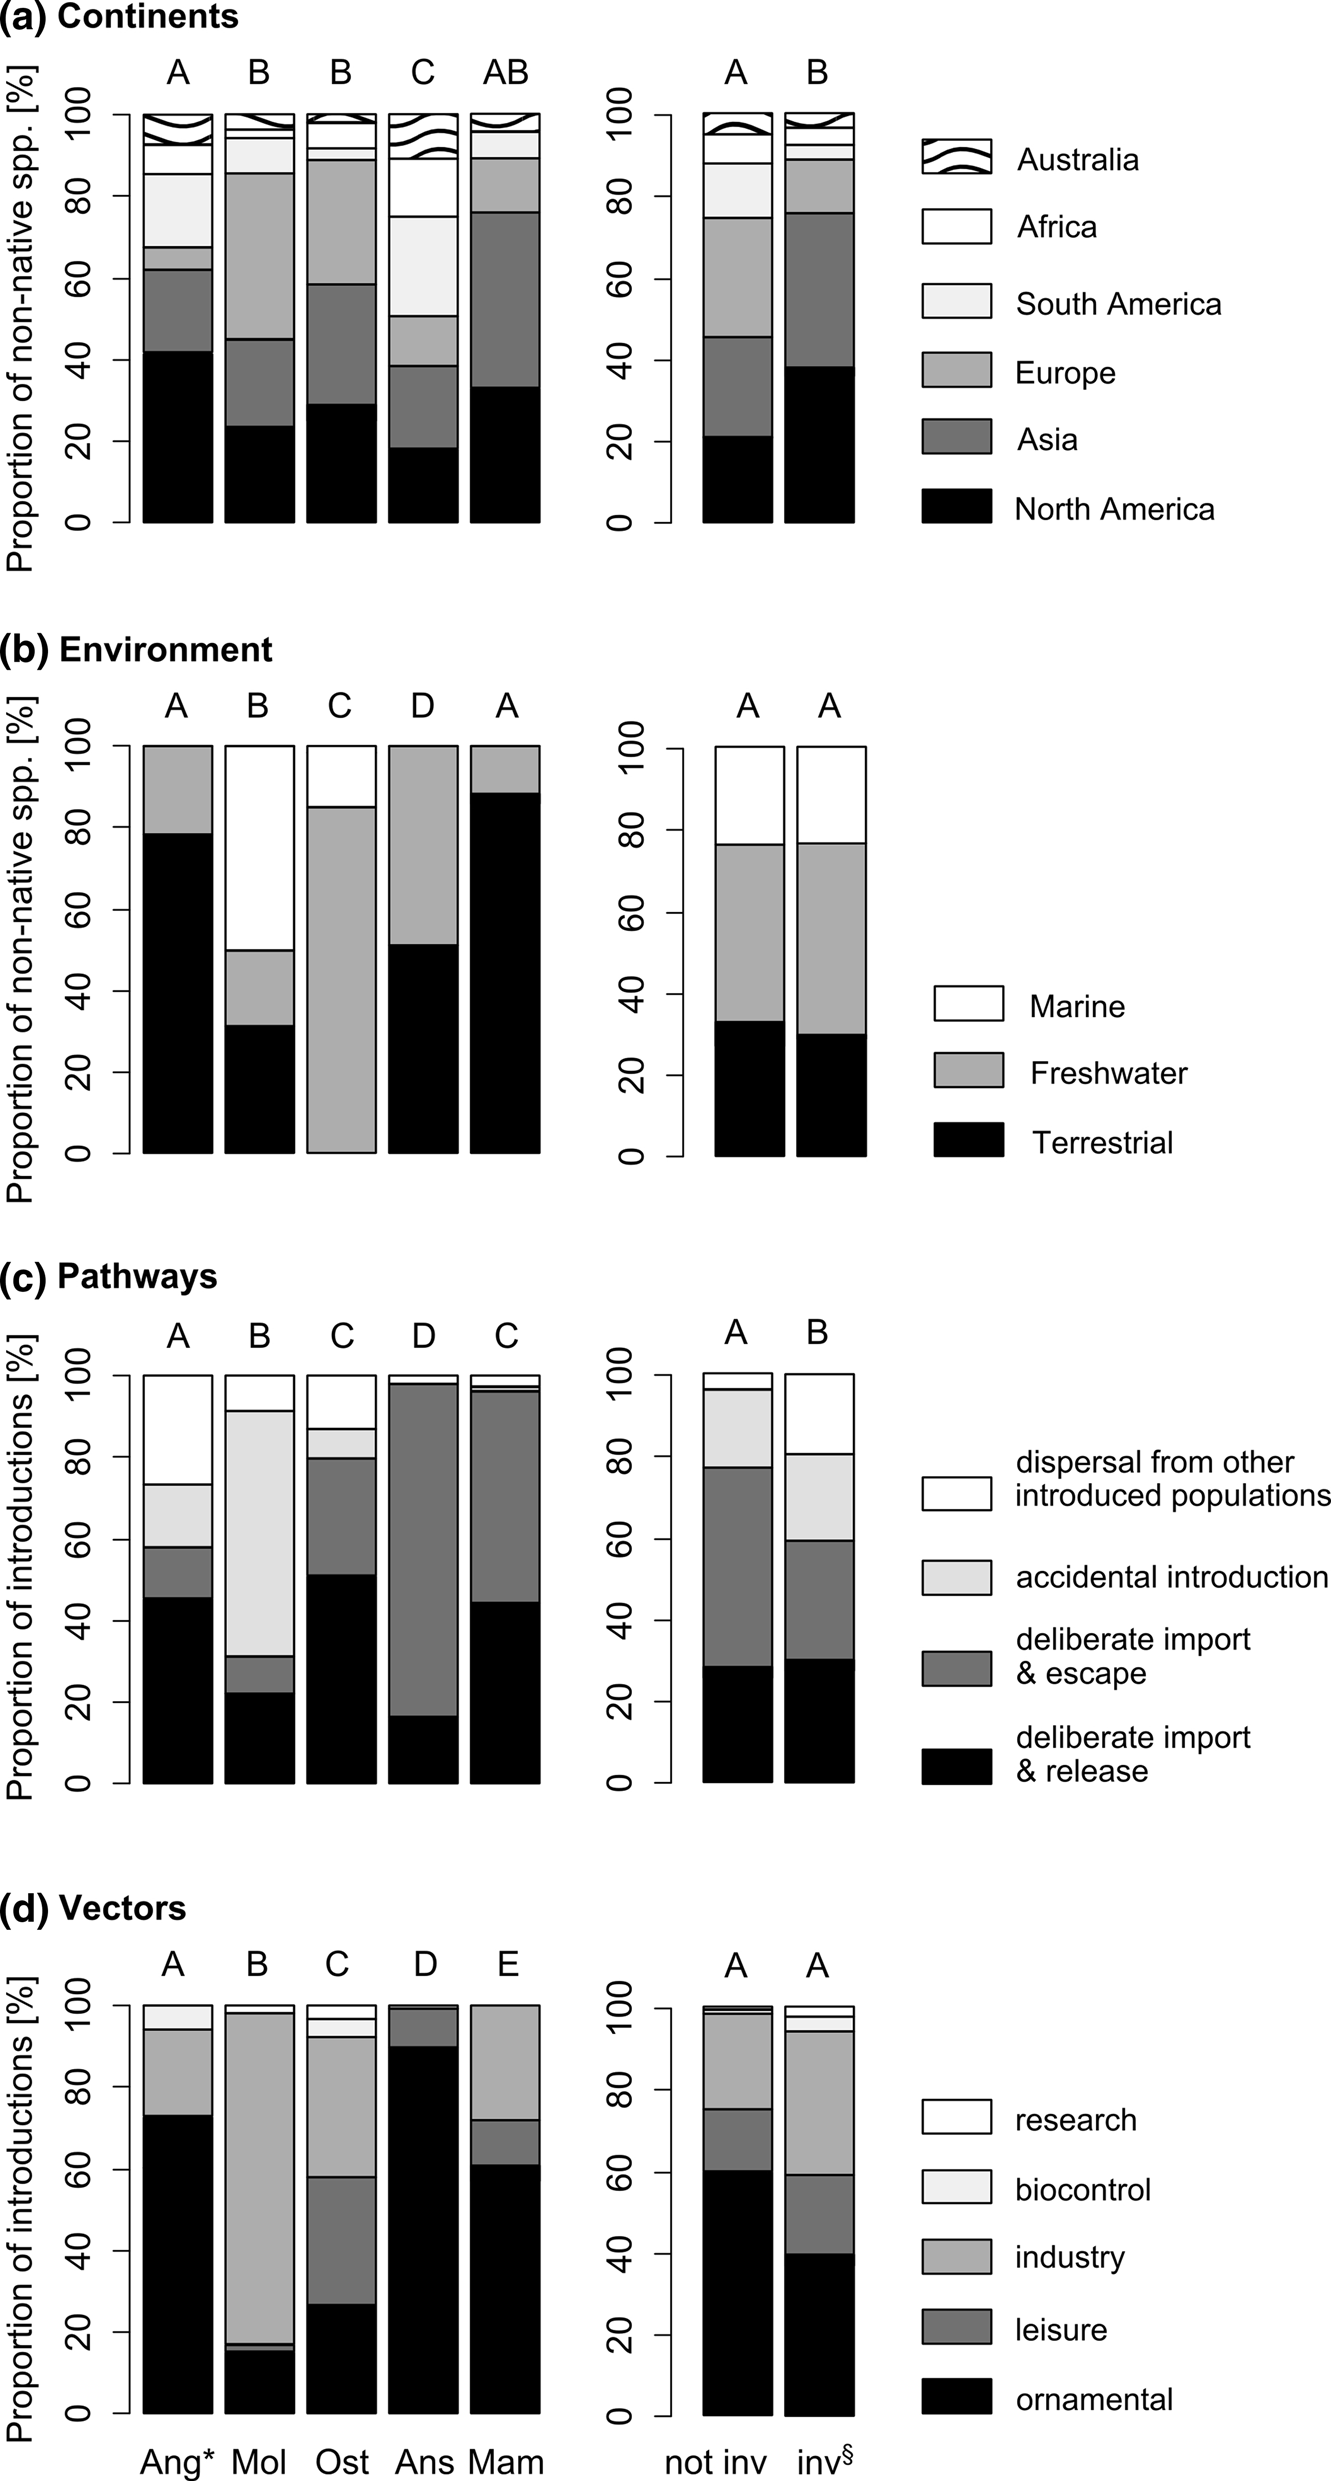 (a) Continents
A B B C AB A B
Proportion of non-native spp. [%]
0 20 40 60 80 100
0 20 40 60 80 100
Australia
Africa
South America
Europe
Asia
North America
(b) Environment
A B C D A A A
Proportion of non-native spp. [%]
0 20 40 60 80 100
0 20 40 60 80 100
Marine
Freshwater
Terrestrial
(c) Pathways
A B C D C A B
Proportion of introductions [%]
0 20 40 60 80 100
0 20 40 60 80 100
dispersal from other
introduced populations
accidental introduction
deliberate import
& escape
deliberate import
& release
(d) Vectors
A B C D E A A
Proportion of introductions [%]
0 20 40 60 80 100
0 20 40 60 80 100
research
biocontrol
industry
leisure
ornamental
Ang* Mol Ost Ans Mam not inv inv§